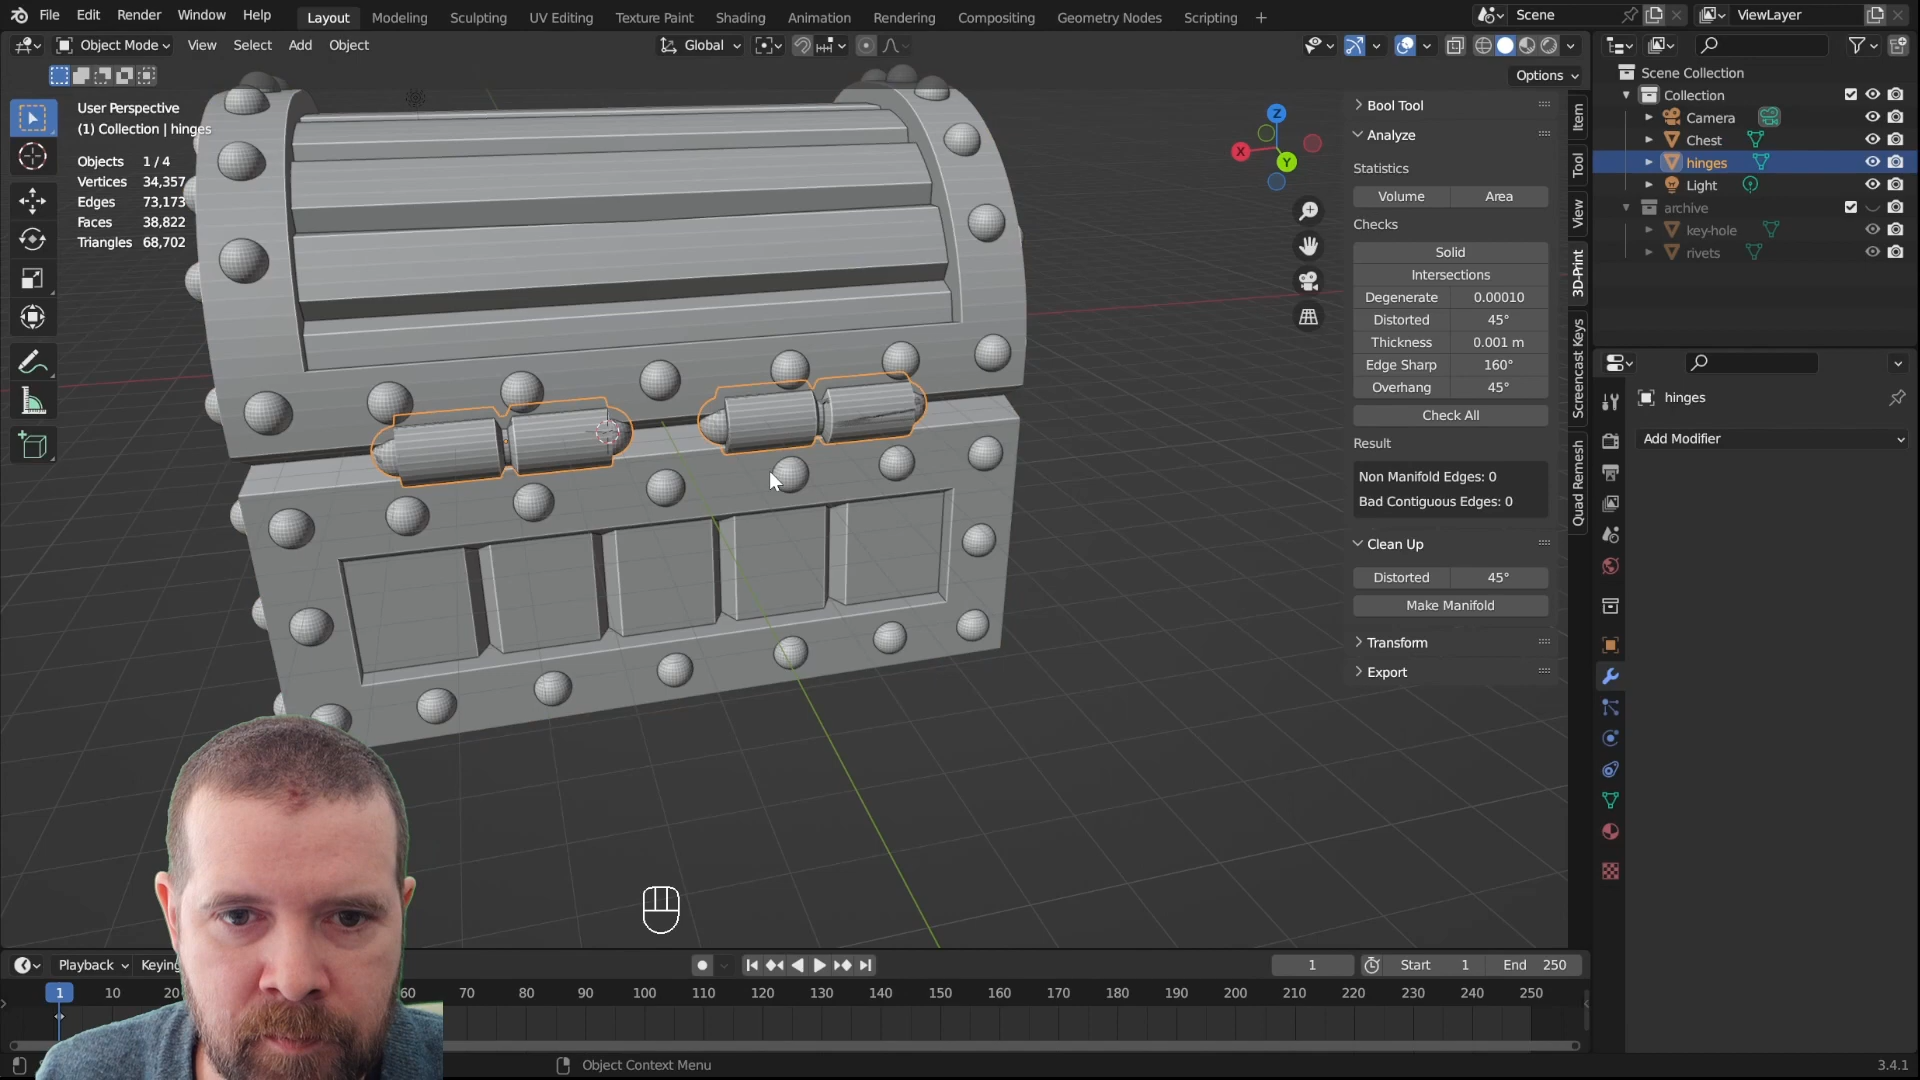 File Edit Render Window Help Layout Modeling Sculpting UV Editing Texture Paint Shading Animation Rendering Compositing Geometry Nodes Scripting + Scene ViewLayer
Object Mode View Select Add Object Global
Options
User Perspective
(1) Collection | hinges
Objects 1 / 4
Vertices 34,357
Edges 73,173
Faces 38,822
Triangles 68,702
X
Y
Z
Bool Tool
Analyze
Statistics
Volume Area
Checks
Solid
Intersections
Degenerate 0.00010
Distorted 45°
Thickness 0.001 m
Edge Sharp 160°
Overhang 45°
Check All
Result
Non Manifold Edges: 0
Bad Contiguous Edges: 0
Clean Up
Distorted 45°
Make Manifold
Transform
Export
Item
Tool
View
3D-Print
Screencast Keys
Quad Remesh
Scene Collection
Collection
Camera
Chest
hinges
Light
archive
key-hole
rivets
hinges
Add Modifier
Playback Keying 1 Start 1 End 250
1 10 20 60 70 80 90 100 110 120 130 140 150 160 170 180 190 200 210 220 230 240 250
Object Context Menu 3.4.1